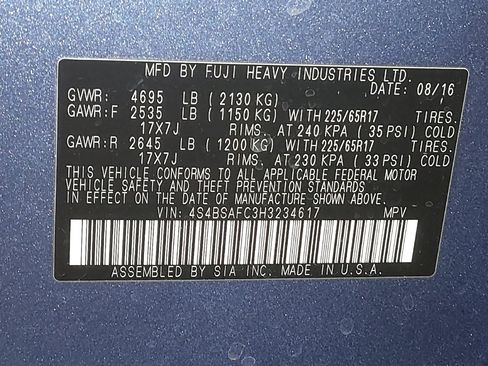 MFD BY FUJI HEAVY INDUSTRIES LTD.
DATE: 08/16
GVWR: 4695 LB ( 2130 KG)
GAWR:F 2535 LB ( 1150 KG) WITH 225/65R17 TIRES.
17X7J RIMS. AT 240 KPA ( 35 PSI) COLD
GAWR:R 2645 LB ( 1200 KG) WITH 225/65R17 TIRES.
17X7J RIMS. AT 230 KPA ( 33 PSI) COLD
THIS VEHICLE CONFORMS TO ALL APPLICABLE FEDERAL MOTOR
VEHICLE SAFETY AND THEFT PREVENTION STANDARDS
IN EFFECT ON THE DATE OF MANUFACTURE SHOWN ABOVE.
VIN: 4S4BSAFC3H3234617 MPV
ASSEMBLED BY SIA INC. MADE IN U.S.A.